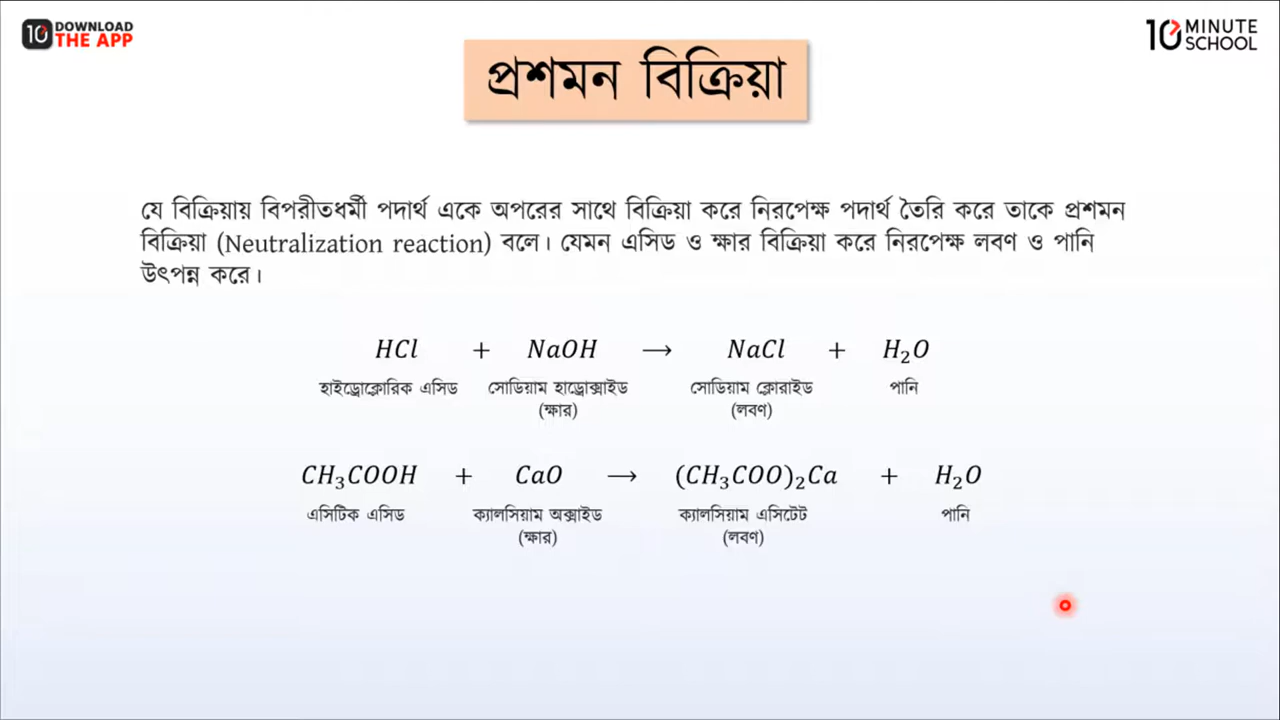 10 DOWNLOAD THE APP
10 MINUTE SCHOOL
প্রশমন বিক্রিয়া
যে বিক্রিয়ায় বিপরীতধর্মী পদার্থ একে অপরের সাথে বিক্রিয়া করে নিরপেক্ষ পদার্থ তৈরি করে তাকে প্রশমন
বিক্রিয়া (Neutralization reaction) বলে। যেমন এসিড ও ক্ষার বিক্রিয়া করে নিরপেক্ষ লবণ ও পানি
উৎপন্ন করে।
HCl + NaOH ⟶ NaCl + H₂O
হাইড্রোক্লোরিক এসিড সোডিয়াম হাড্রোক্সাইড সোডিয়াম ক্লোরাইড পানি
(ক্ষার) (লবণ)
CH₃COOH + CaO ⟶ (CH₃COO)₂Ca + H₂O
এসিটিক এসিড ক্যালসিয়াম অক্সাইড ক্যালসিয়াম এসিটেট পানি
(ক্ষার) (লবণ)